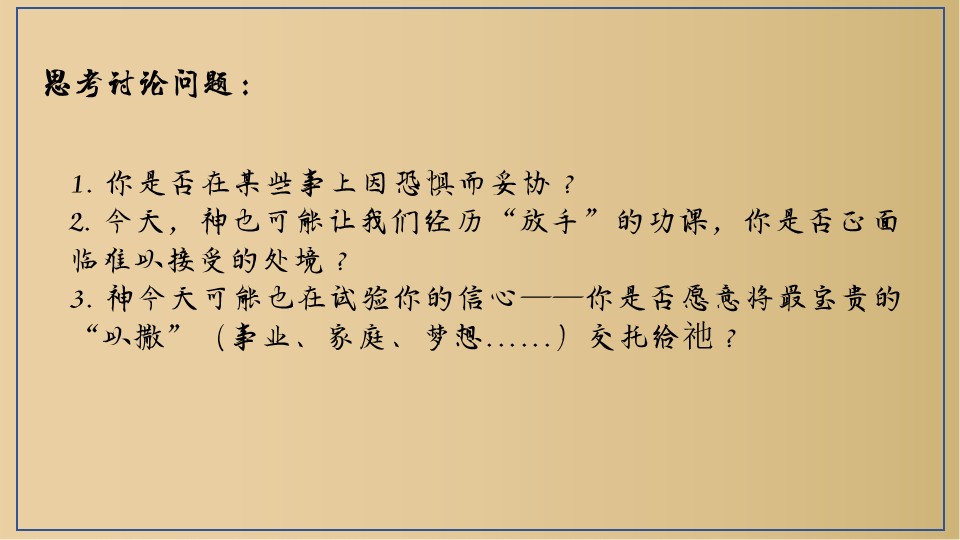 思考讨论问题：
1. 你是否在某些事上因恐惧而妥协？
2. 今天，神也可能让我们经历“放手”的功课，你是否正面
临难以接受的处境？
3. 神今天可能也在试验你的信心——你是否愿意将最宝贵的
“以撒”（事业、家庭、梦想……）交托给祂？